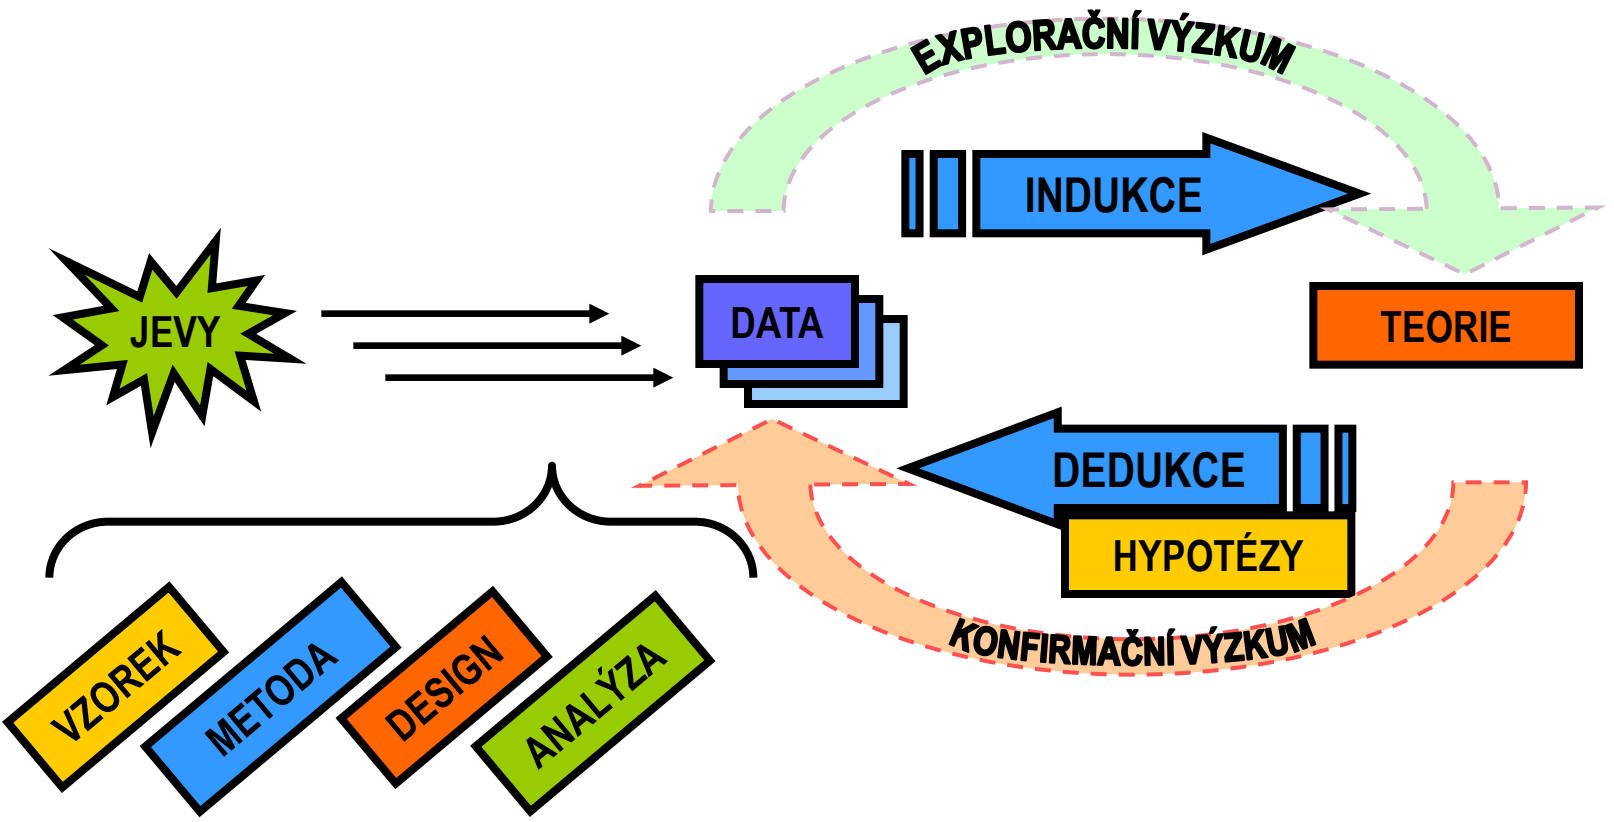 EXPLORAČNÍ VÝZKUM
INDUKCE
JEVY
DATA
TEORIE
DEDUKCE
HYPOTÉZY
KONFIRMAČNÍ VÝZKUM
VZOREK
METODA
DESIGN
ANALÝZA